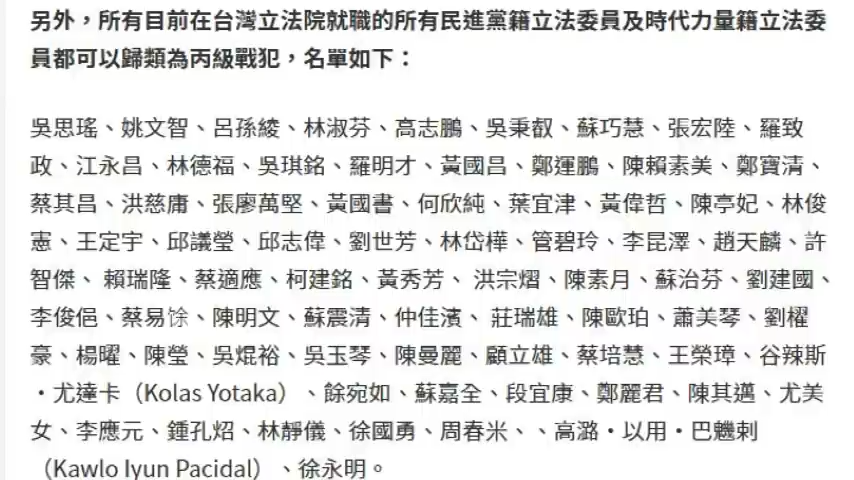 另外，所有目前在台灣立法院就職的所有民進黨籍立法委員及時代力量籍立法委
員都可以歸類為丙級戰犯，名單如下：
吳思瑤、姚文智、呂孫綾、林淑芬、高志鵬、吳秉叡、蘇巧慧、張宏陸、羅致
政、江永昌、林德福、吳琪銘、羅明才、黃國昌、鄭運鵬、陳賴素美、鄭寶清、
蔡其昌、洪慈庸、張廖萬堅、黃國書、何欣純、葉宜津、黃偉哲、陳亭妃、林俊
憲、王定宇、邱議瑩、邱志偉、劉世芳、林岱樺、管碧玲、李昆澤、趙天麟、許
智傑、 賴瑞隆、蔡適應、柯建銘、黃秀芳、 洪宗熠、陳素月、蘇治芬、劉建國、
李俊俋、蔡易馀、陳明文、蘇震清、仲佳濱、 莊瑞雄、陳歐珀、蕭美琴、劉櫂
豪、楊曜、陳瑩、吳焜裕、吳玉琴、陳曼麗、顧立雄、蔡培慧、王榮璋、谷辣斯
・尤達卡（Kolas Yotaka）、餘宛如、蘇嘉全、段宜康、鄭麗君、陳其邁、尤美
女、李應元、鍾孔炤、林靜儀、徐國勇、周春米、、高潞・以用・巴魕剌
（Kawlo Iyun Pacidal）、徐永明。